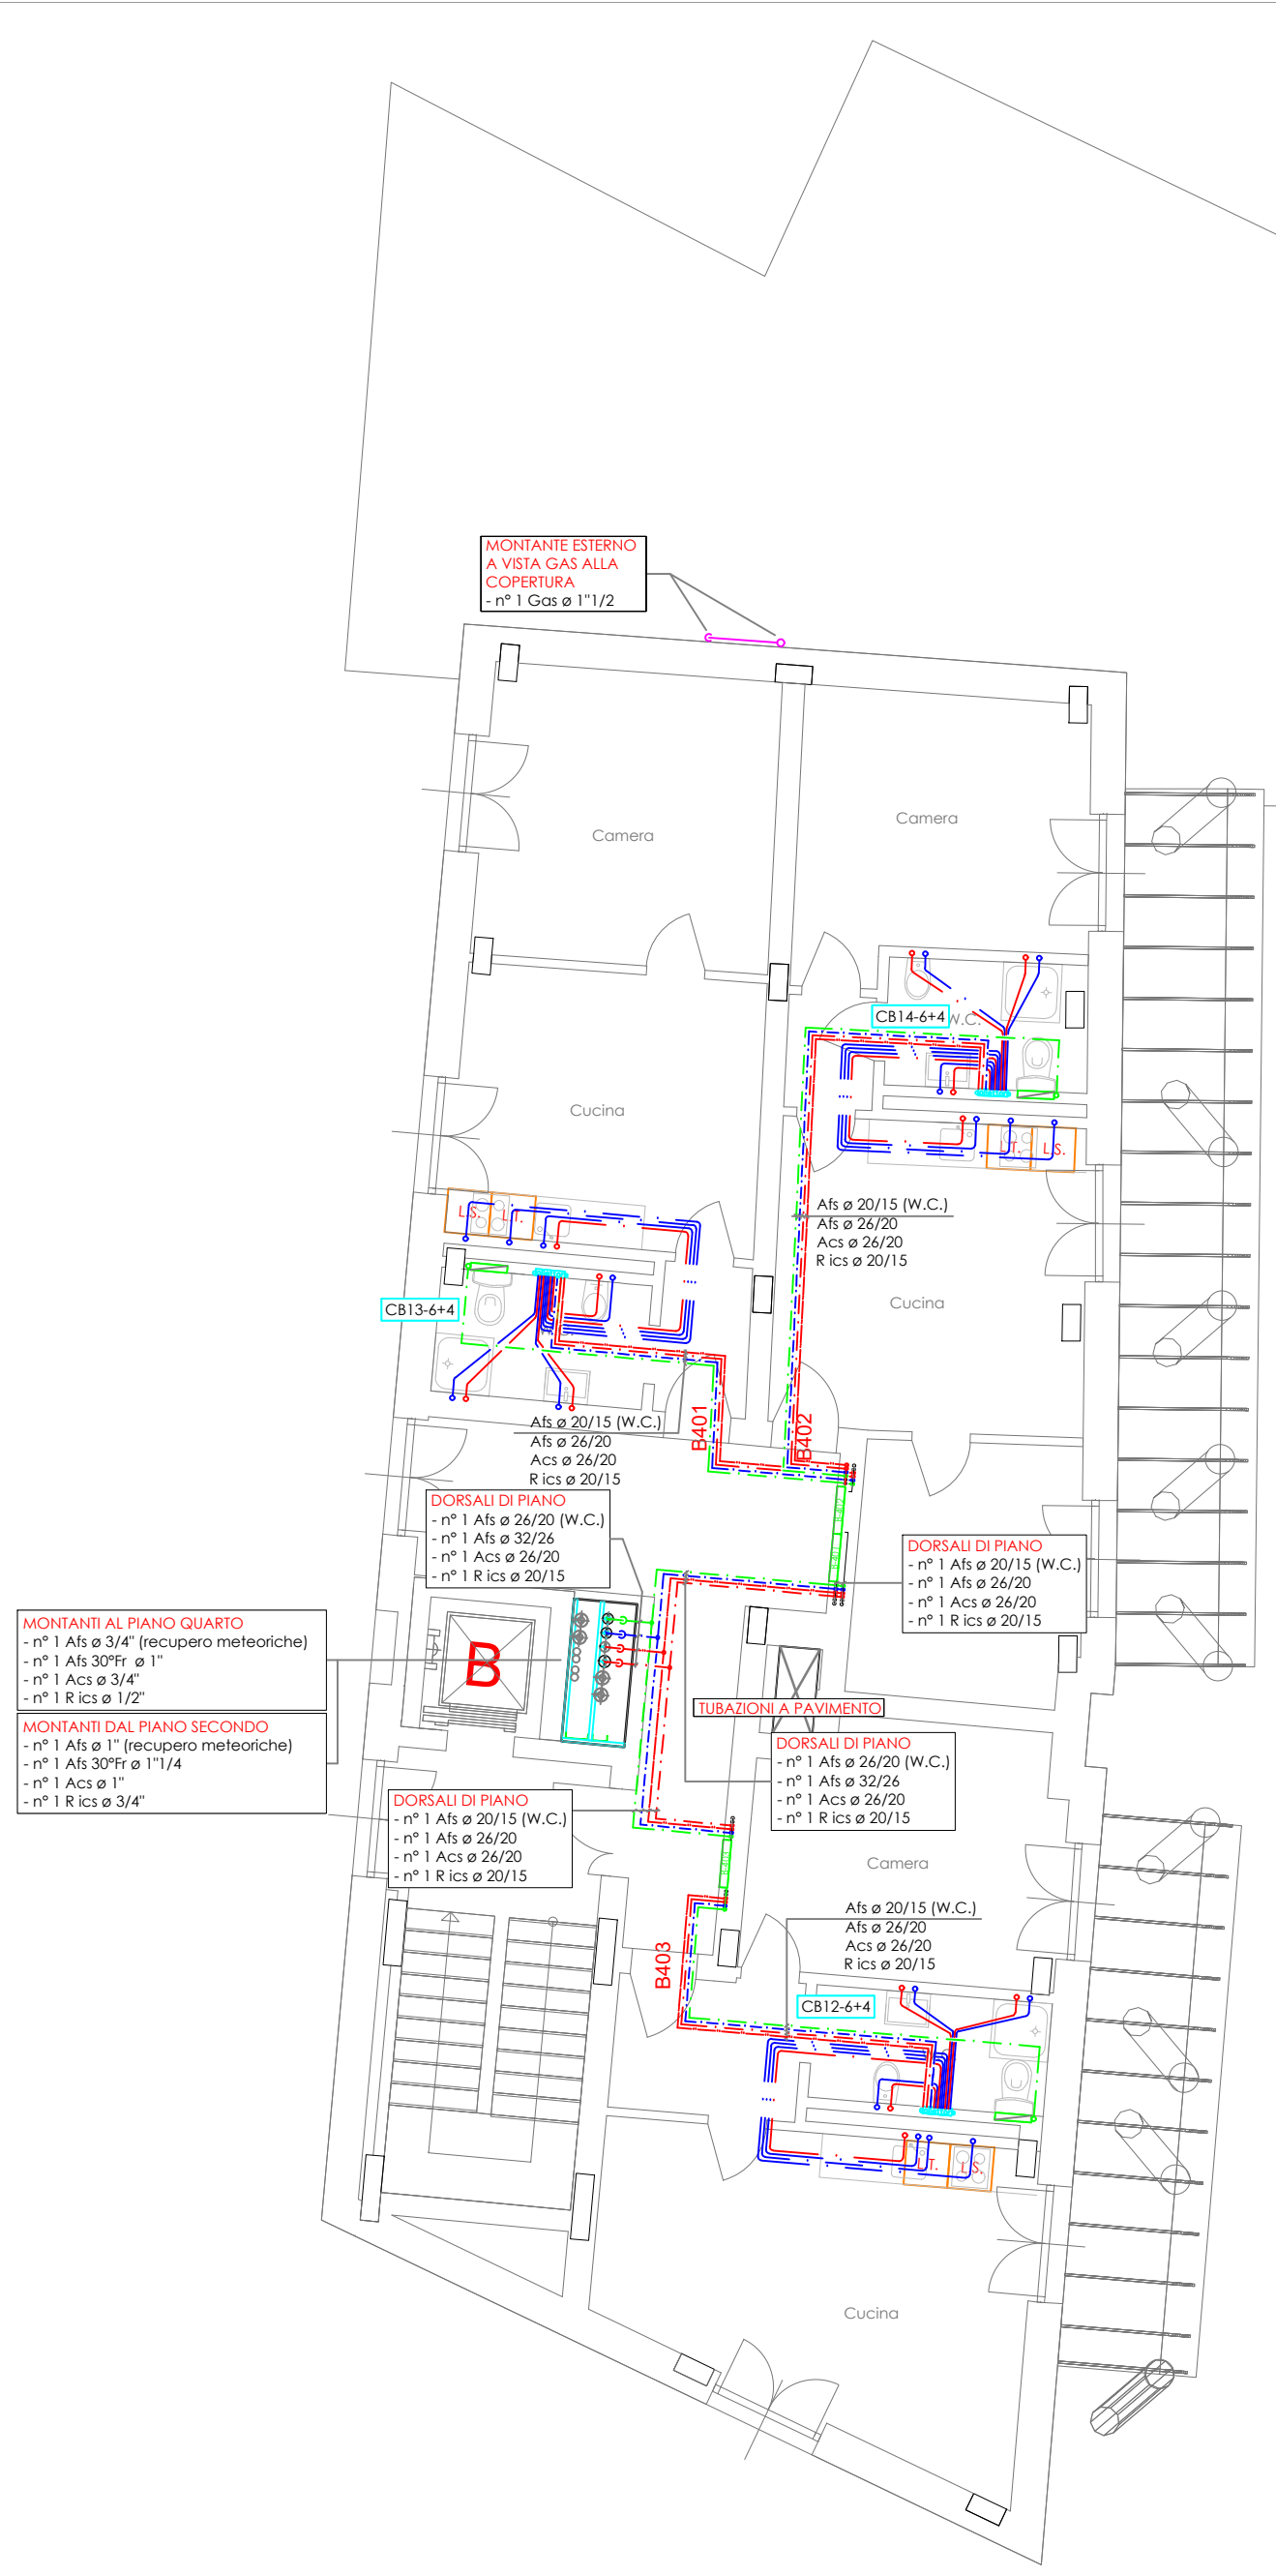 MONTANTE ESTERNO
A VISTA GAS ALLA
COPERTURA
- n° 1 Gas ø 1"1/2
Camera
Camera
CB14-6+4
W.C.
Cucina
L.T.
L.S.
Afs ø 20/15 (W.C.)
Afs ø 26/20
Acs ø 26/20
R ics ø 20/15
L.S.
L.T.
CB13-6+4
Cucina
Afs ø 20/15 (W.C.)
Afs ø 26/20
Acs ø 26/20
R ics ø 20/15
B401
B402
DORSALI DI PIANO
- n° 1 Afs ø 26/20 (W.C.)
- n° 1 Afs ø 32/26
- n° 1 Acs ø 26/20
- n° 1 R ics ø 20/15
B-402
B-401
DORSALI DI PIANO
- n° 1 Afs ø 20/15 (W.C.)
- n° 1 Afs ø 26/20
- n° 1 Acs ø 26/20
- n° 1 R ics ø 20/15
MONTANTI AL PIANO QUARTO
- n° 1 Afs ø 3/4" (recupero meteoriche)
- n° 1 Afs 30°Fr ø 1"
- n° 1 Acs ø 3/4"
- n° 1 R ics ø 1/2"
B
MONTANTI DAL PIANO SECONDO
- n° 1 Afs ø 1" (recupero meteoriche)
- n° 1 Afs 30°Fr ø 1"1/4
- n° 1 Acs ø 1"
- n° 1 R ics ø 3/4"
TUBAZIONI A PAVIMENTO
DORSALI DI PIANO
- n° 1 Afs ø 26/20 (W.C.)
- n° 1 Afs ø 32/26
- n° 1 Acs ø 26/20
- n° 1 R ics ø 20/15
DORSALI DI PIANO
- n° 1 Afs ø 20/15 (W.C.)
- n° 1 Afs ø 26/20
- n° 1 Acs ø 26/20
- n° 1 R ics ø 20/15
B-403
Camera
Afs ø 20/15 (W.C.)
Afs ø 26/20
Acs ø 26/20
R ics ø 20/15
B403
CB12-6+4
L.T.
L.S.
Cucina